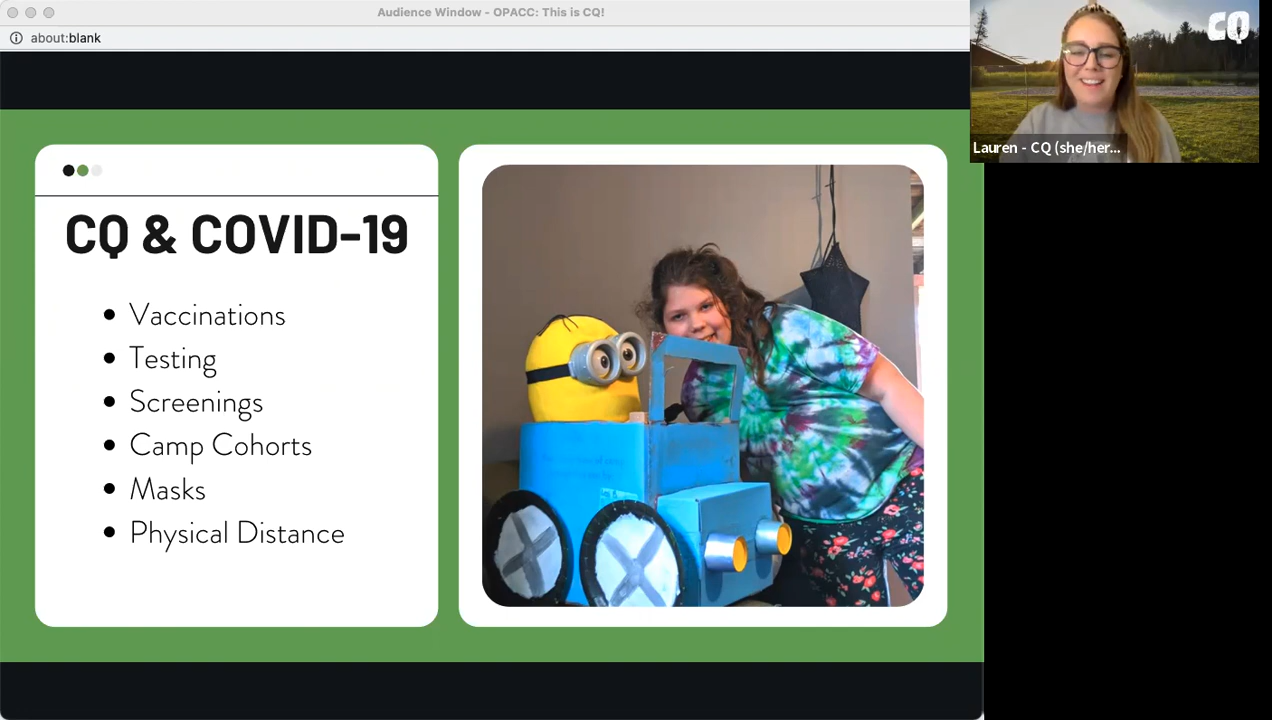 Audience Window - OPACC: This is CQ!
about:blank
CQ
Lauren - CQ (she/her...
CQ & COVID-19
• Vaccinations
• Testing
• Screenings
• Camp Cohorts
• Masks
• Physical Distance